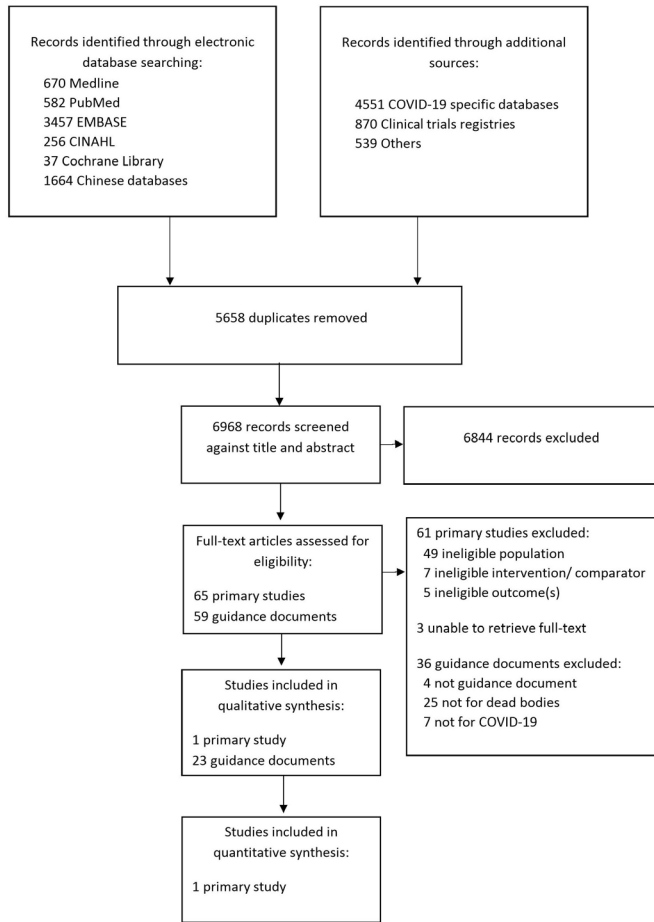 Records identified through electronic
database searching:
670 Medline
582 PubMed
3457 EMBASE
256 CINAHL
37 Cochrane Library
1664 Chinese databases
Records identified through additional
sources:
4551 COVID-19 specific databases
870 Clinical trials registries
539 Others
5658 duplicates removed
6968 records screened
against title and abstract
6844 records excluded
Full-text articles assessed for
eligibility:
65 primary studies
59 guidance documents
61 primary studies excluded:
49 ineligible population
7 ineligible intervention/ comparator
5 ineligible outcome(s)
3 unable to retrieve full-text
36 guidance documents excluded:
4 not guidance document
25 not for dead bodies
7 not for COVID-19
Studies included in
qualitative synthesis:
1 primary study
23 guidance documents
Studies included in
quantitative synthesis:
1 primary study